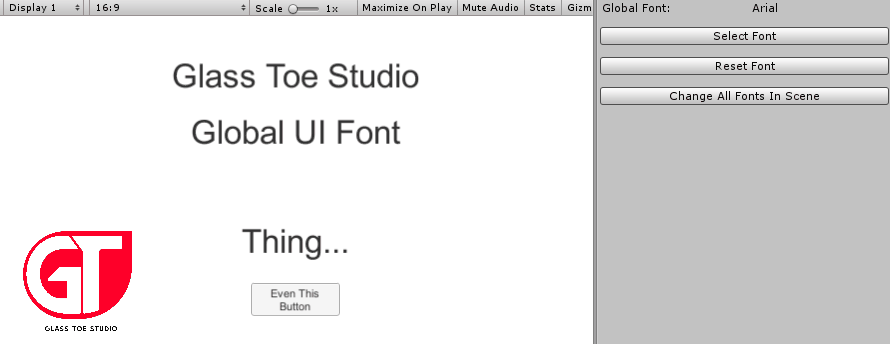 Display 1 16:9 Scale 1x Maximize On Play Mute Audio Stats Gizm
Glass Toe Studio
Global UI Font
Thing...
Even This
Button
GT
GLASS TOE STUDIO
Global Font: Arial
Select Font
Reset Font
Change All Fonts In Scene